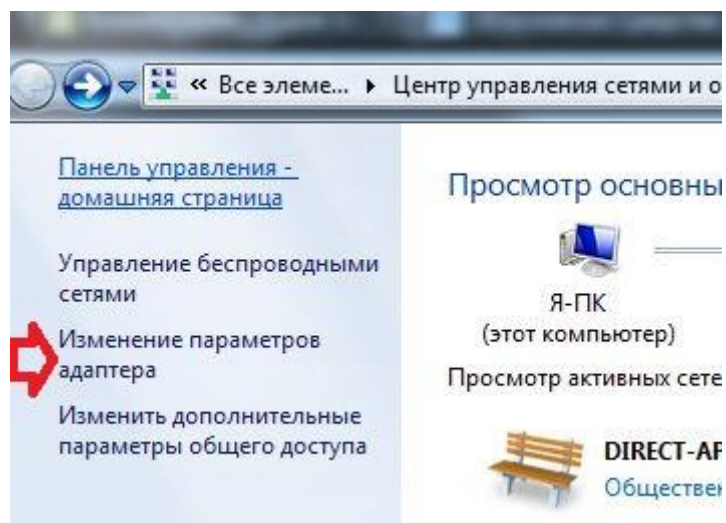 « Все элеме... ▸ Центр управления сетями и о
Панель управления -
домашняя страница
Управление беспроводными
сетями
Изменение параметров
адаптера
Изменить дополнительные
параметры общего доступа
Просмотр основны
Я-ПК
(этот компьютер)
Просмотр активных сете
DIRECT-AP
Обществен